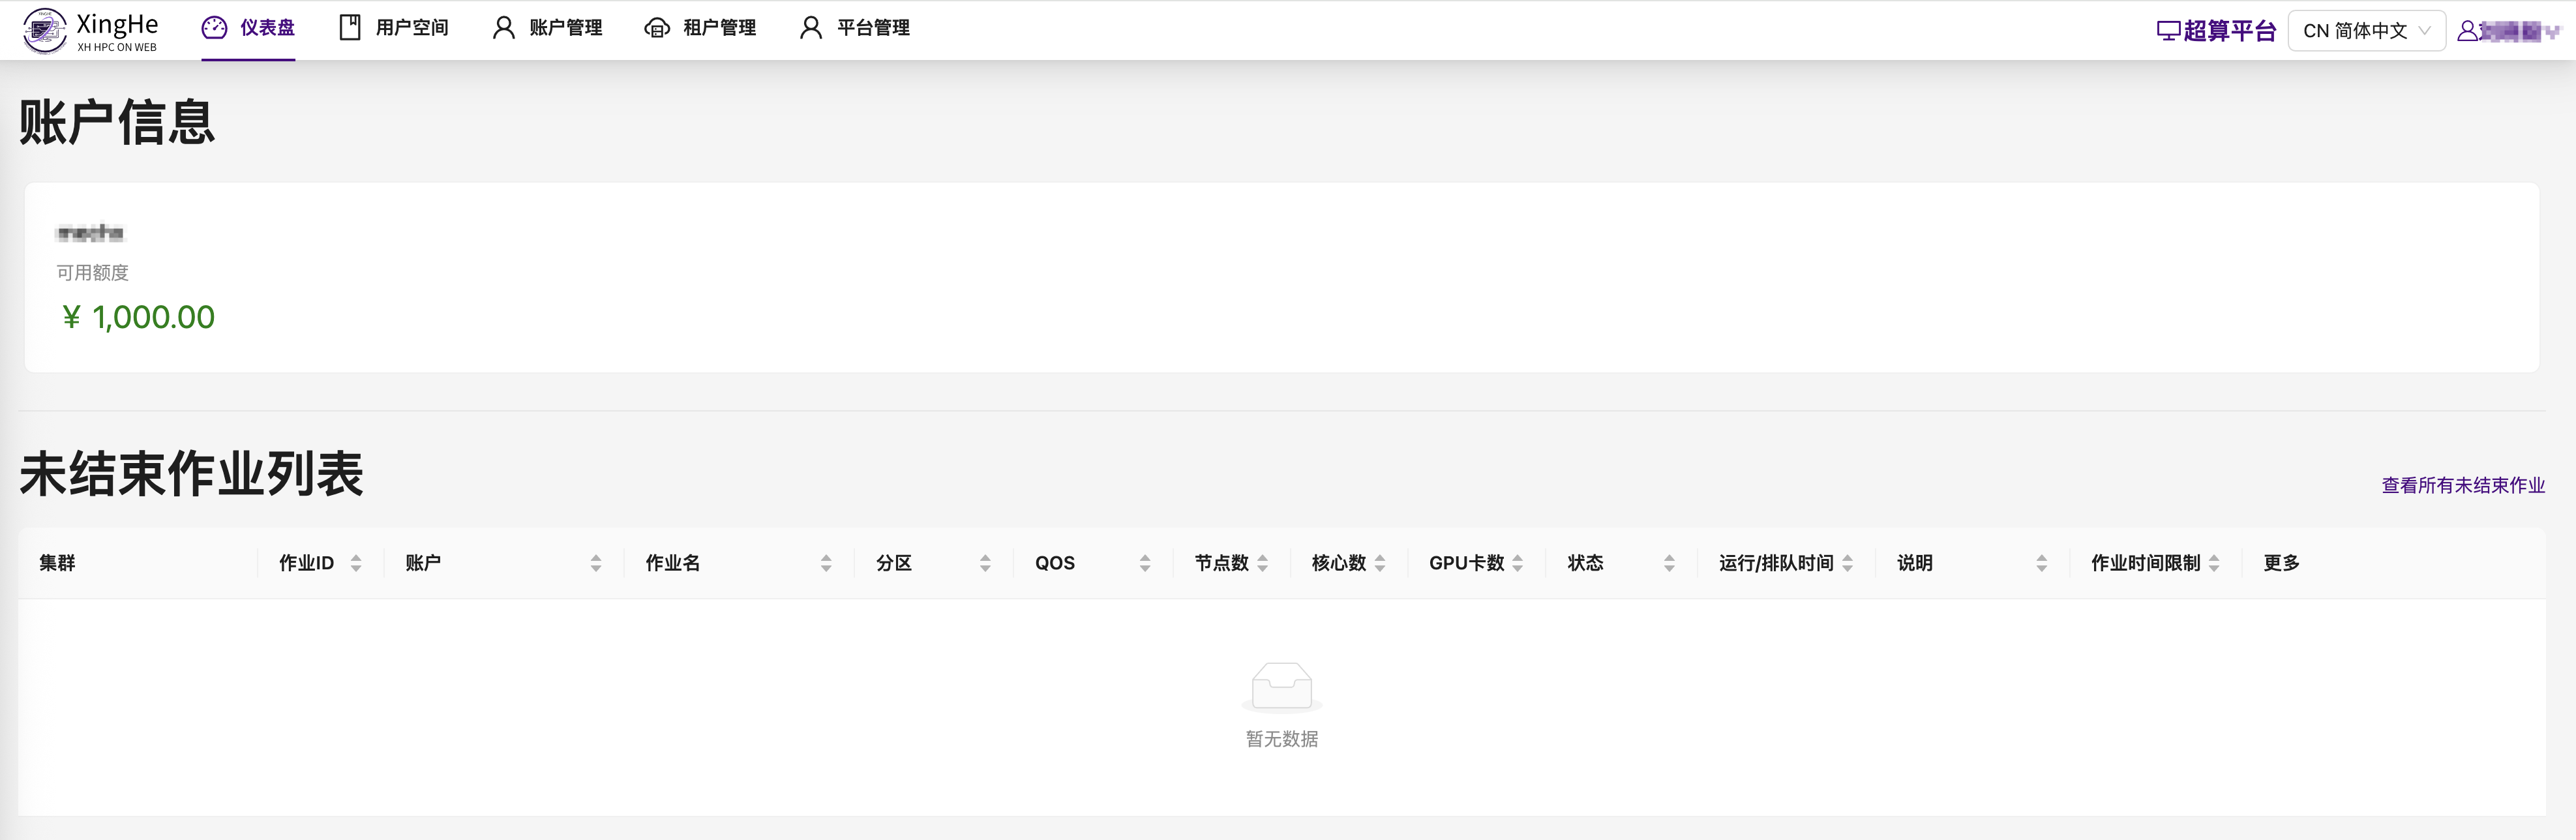 XingHe
XH HPC ON WEB
仪表盘
用户空间
账户管理
租户管理
平台管理
超算平台
CN 简体中文
账户信息
可用额度
¥ 1,000.00
未结束作业列表
查看所有未结束作业
集群 作业ID 账户 作业名 分区 QOS 节点数 核心数 GPU卡数 状态 运行/排队时间 说明 作业时间限制 更多
暂无数据